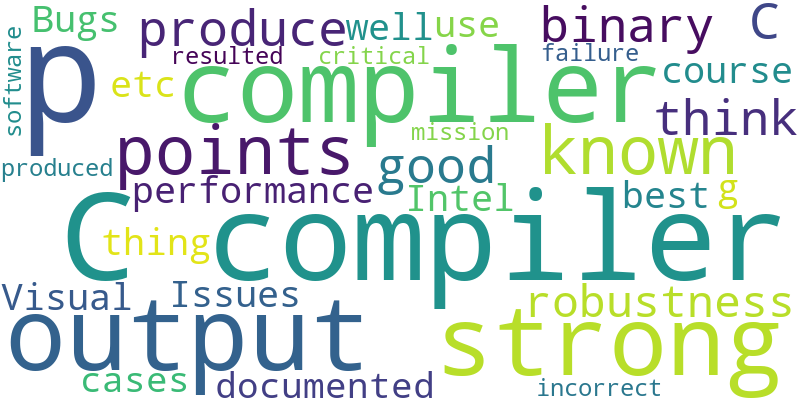 Bugs produce well use binary C
resulted critical failure
software p etc compiler course
points mission known think
produced performance good Intel best g
thing C compiler
Visual Issues robustness
output strong
cases documented incorrect